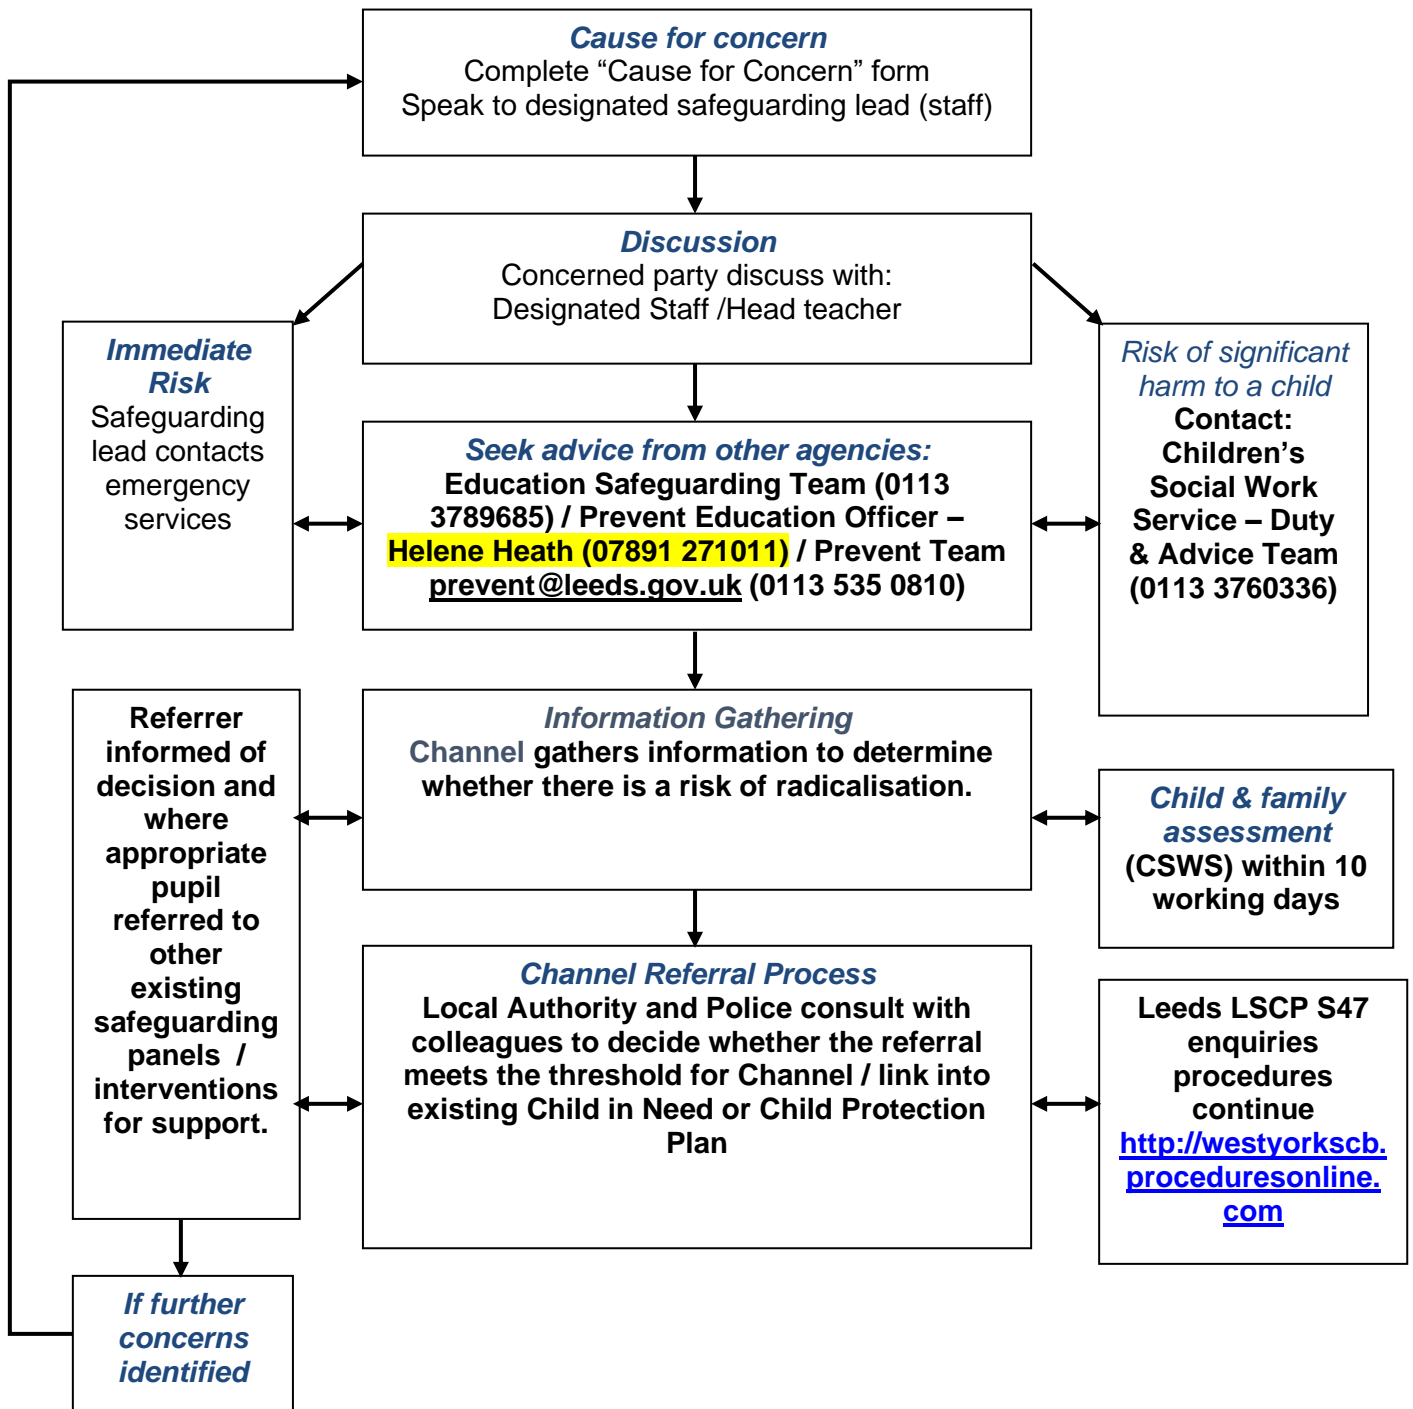 Cause for concern
Complete “Cause for Concern” form
Speak to designated safeguarding lead (staff)
Discussion
Concerned party discuss with:
Designated Staff /Head teacher
Immediate
Risk
Safeguarding
lead contacts
emergency
services
Seek advice from other agencies:
Education Safeguarding Team (0113
3789685) / Prevent Education Officer –
Helene Heath (07891 271011) / Prevent Team
prevent@leeds.gov.uk (0113 535 0810)
Risk of significant
harm to a child
Contact:
Children’s
Social Work
Service – Duty
& Advice Team
(0113 3760336)
Referrer
informed of
decision and
where
appropriate
pupil
referred to
other
existing
safeguarding
panels /
interventions
for support.
Information Gathering
Channel gathers information to determine
whether there is a risk of radicalisation.
Child & family
assessment
(CSWS) within 10
working days
Channel Referral Process
Local Authority and Police consult with
colleagues to decide whether the referral
meets the threshold for Channel / link into
existing Child in Need or Child Protection
Plan
Leeds LSCP S47
enquiries
procedures
continue
http://westyorkscb.
proceduresonline.
com
If further
concerns
identified